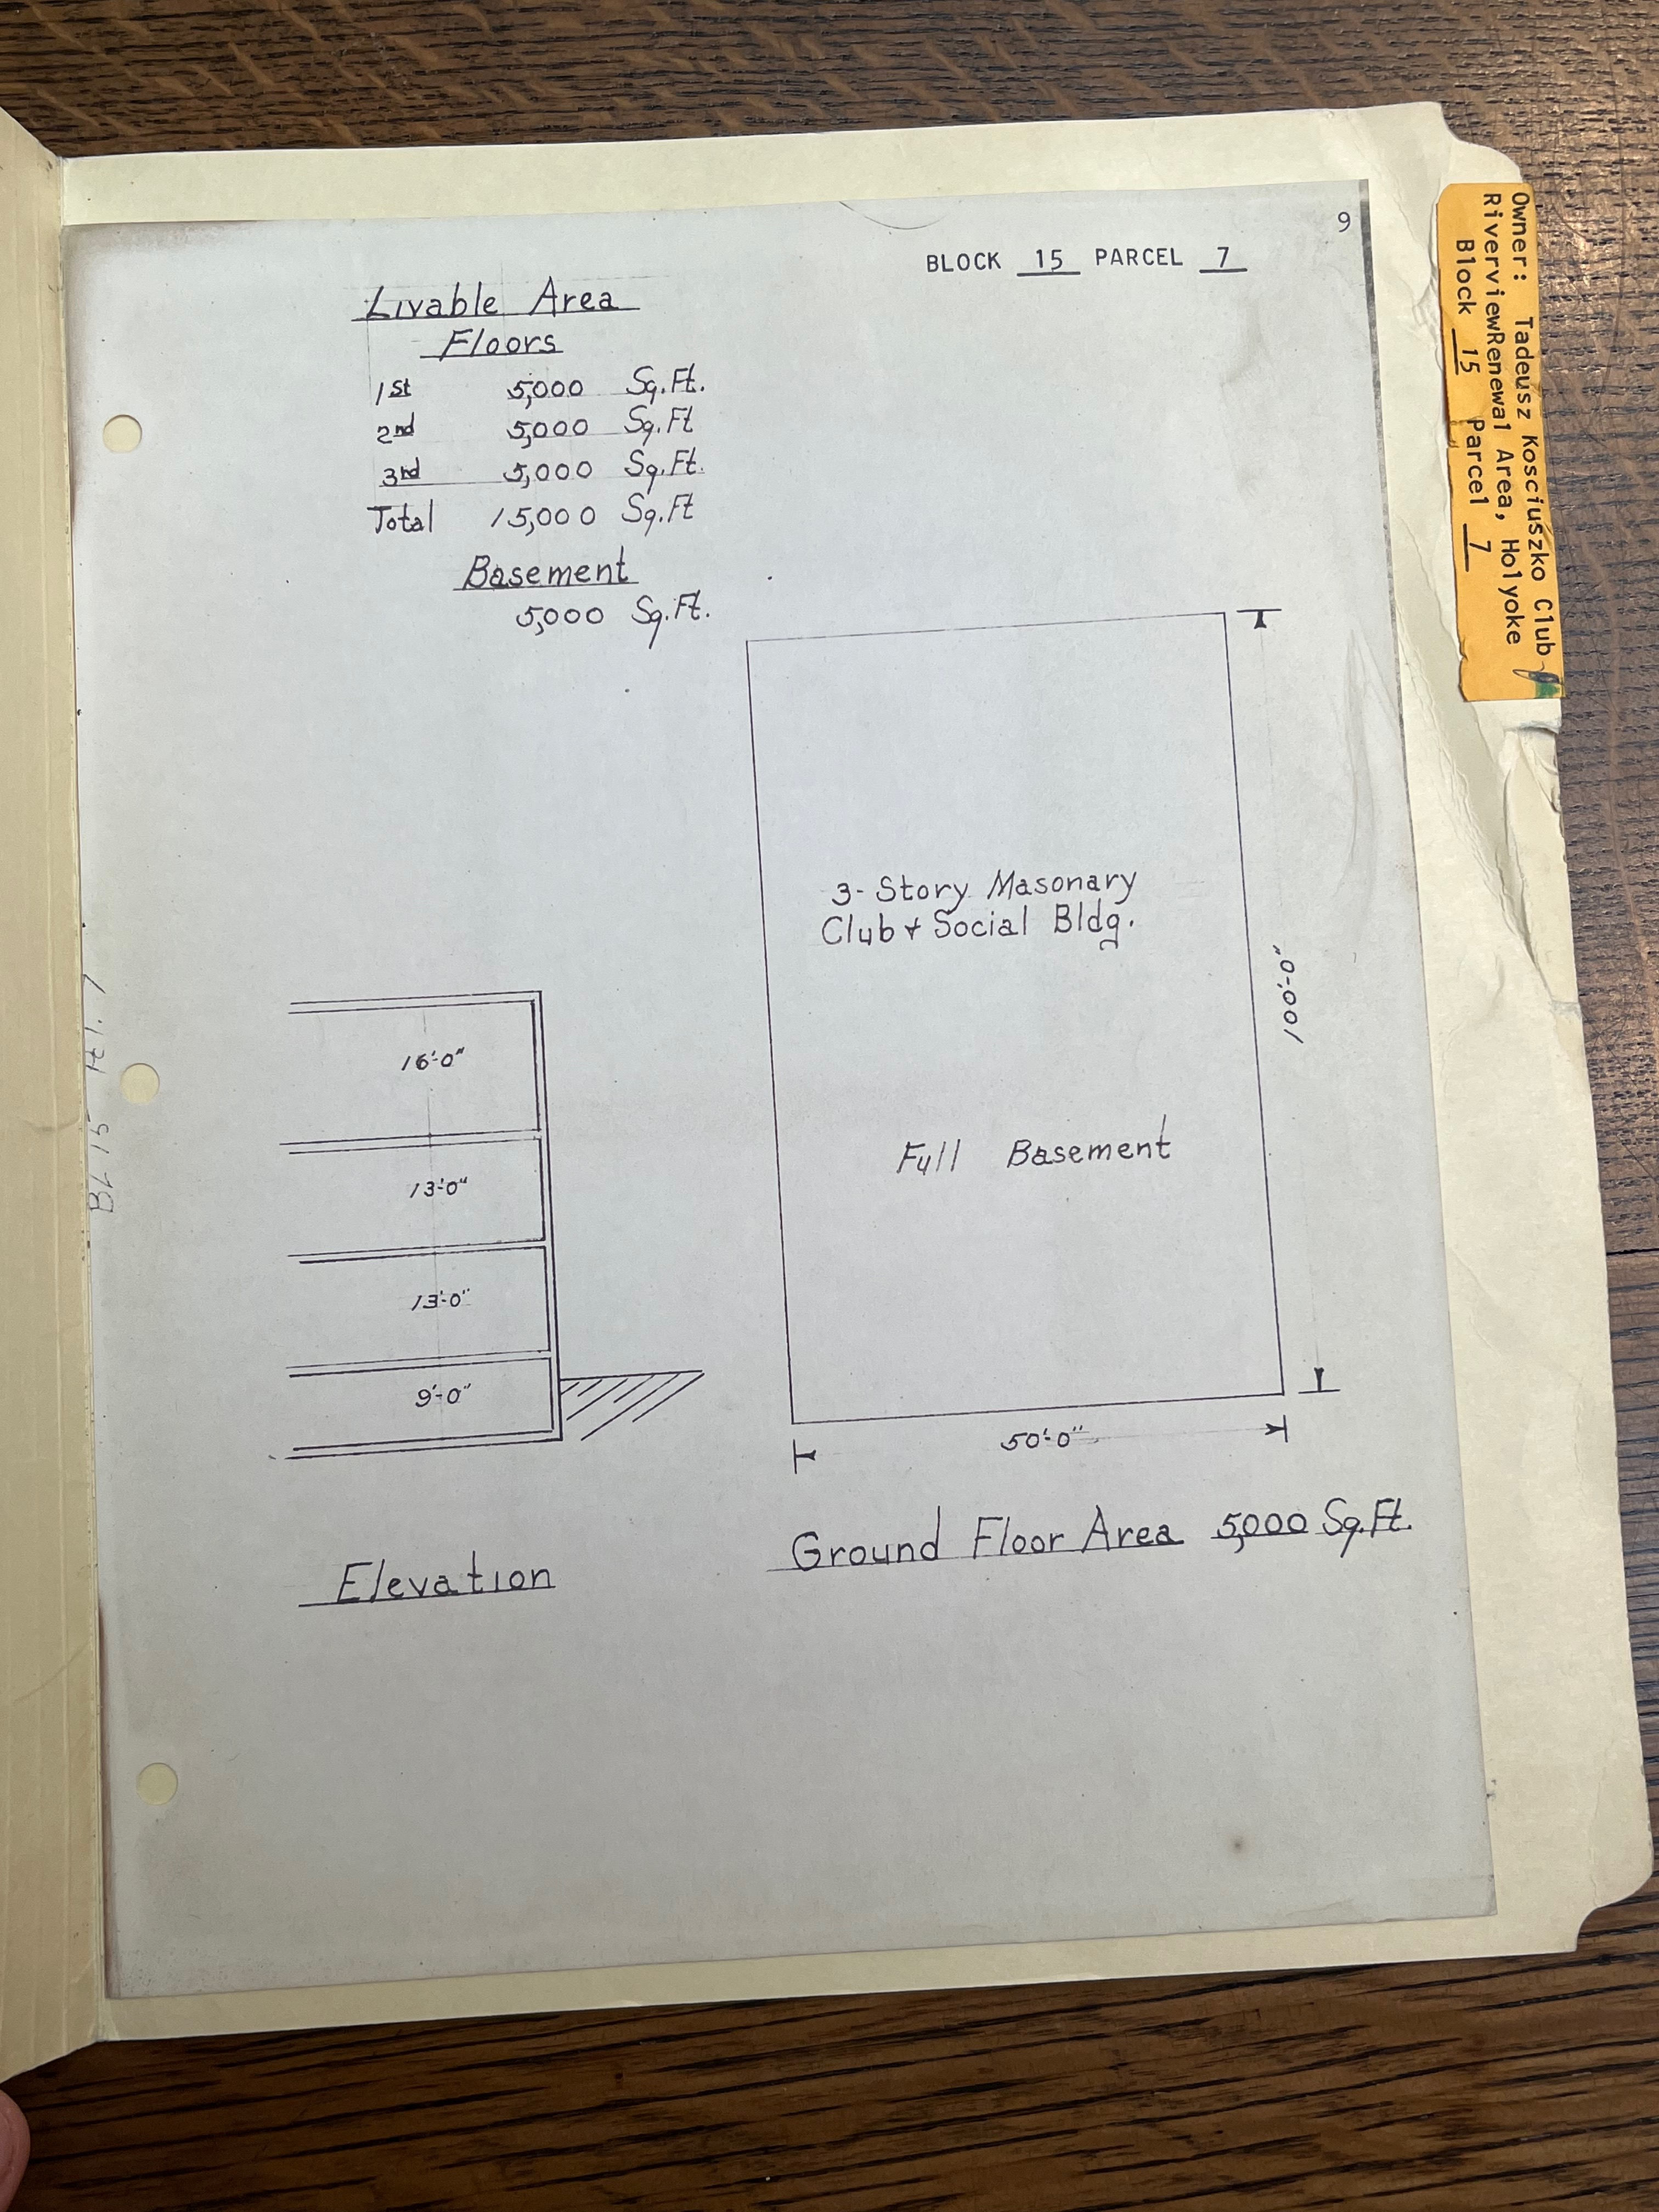 9
BLOCK 15 PARCEL 7
Livable Area
Floors
1st 5,000 Sq.Ft.
2nd 5,000 Sq.Ft
3rd 5,000 Sq.Ft.
Total 15,000 Sq.Ft
Basement
5,000 Sq.Ft.
3-Story Masonary
Club & Social Bldg.
Full Basement
100'-0"
50'-0"
Ground Floor Area 5,000 Sq.Ft.
16'-0"
13'-0"
13'-0"
9'-0"
Elevation
BL 15 Pl. 7
Owner: Tadeusz Kosciuszko Club
RiverviewRenewal Area, Holyoke
Block 15 Parcel 7